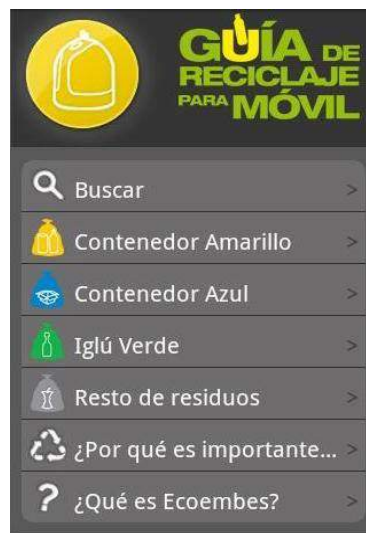 GUÍA DE
RECICLAJE
PARA MÓVIL
Buscar >
Contenedor Amarillo >
Contenedor Azul >
Iglú Verde >
Resto de residuos >
¿Por qué es importante... >
¿Qué es Ecoembes? >